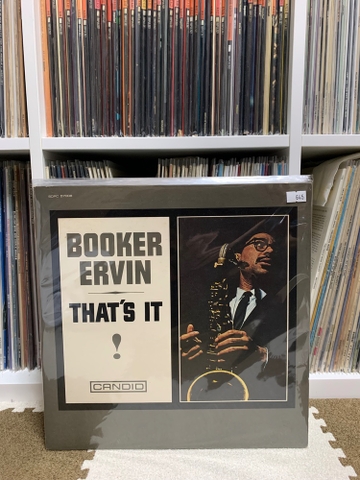 BOOKER
ERVIN
THAT'S IT
!
CANDID